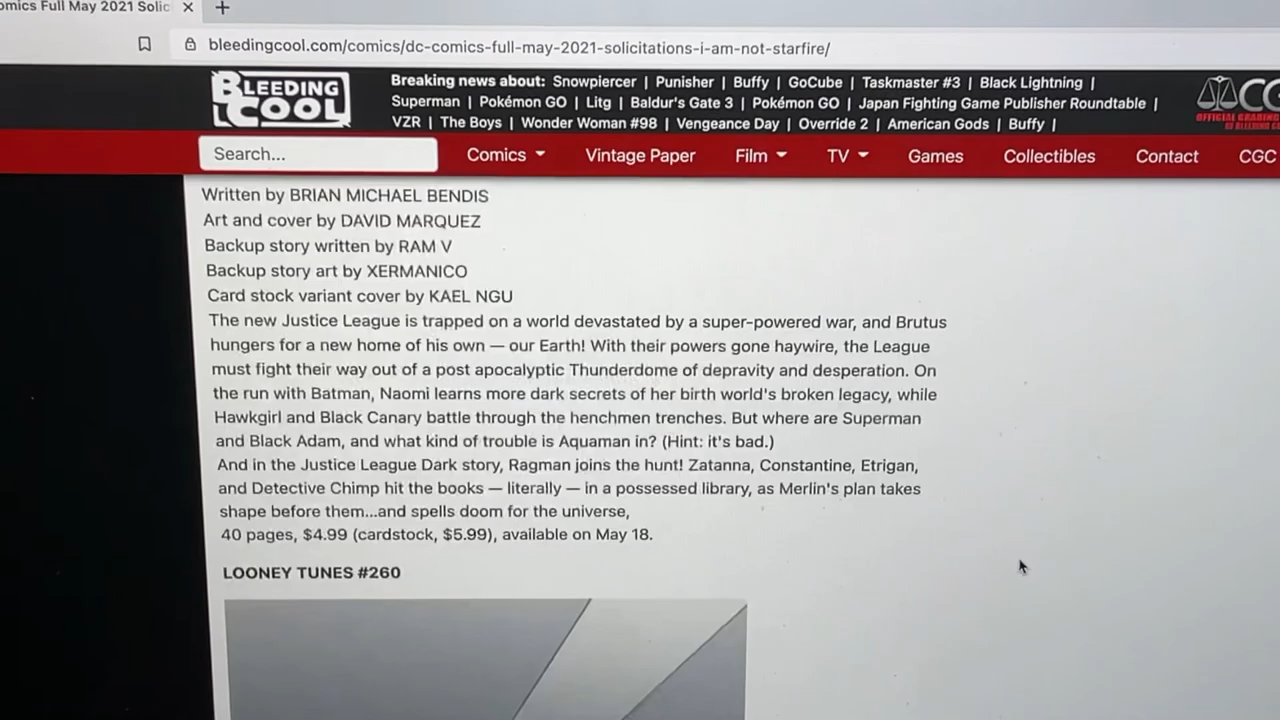 omics Full May 2021 Solic
bleedingcool.com/comics/dc-comics-full-may-2021-solicitations-i-am-not-starfire/
BLEEDING
COOL
Breaking news about: Snowpiercer | Punisher | Buffy | GoCube | Taskmaster #3 | Black Lightning |
Superman | Pokémon GO | Litg | Baldur's Gate 3 | Pokémon GO | Japan Fighting Game Publisher Roundtable |
VZR | The Boys | Wonder Woman #98 | Vengeance Day | Override 2 | American Gods | Buffy |
CG
OFFICIAL GRADING
OF BLEEDING C
Search...
Comics
Vintage Paper
Film
TV
Games
Collectibles
Contact
CGC
Written by BRIAN MICHAEL BENDIS
Art and cover by DAVID MARQUEZ
Backup story written by RAM V
Backup story art by XERMANICO
Card stock variant cover by KAEL NGU
The new Justice League is trapped on a world devastated by a super-powered war, and Brutus
hungers for a new home of his own — our Earth! With their powers gone haywire, the League
must fight their way out of a post apocalyptic Thunderdome of depravity and desperation. On
the run with Batman, Naomi learns more dark secrets of her birth world's broken legacy, while
Hawkgirl and Black Canary battle through the henchmen trenches. But where are Superman
and Black Adam, and what kind of trouble is Aquaman in? (Hint: it's bad.)
And in the Justice League Dark story, Ragman joins the hunt! Zatanna, Constantine, Etrigan,
and Detective Chimp hit the books — literally — in a possessed library, as Merlin's plan takes
shape before them...and spells doom for the universe,
40 pages, $4.99 (cardstock, $5.99), available on May 18.
LOONEY TUNES #260